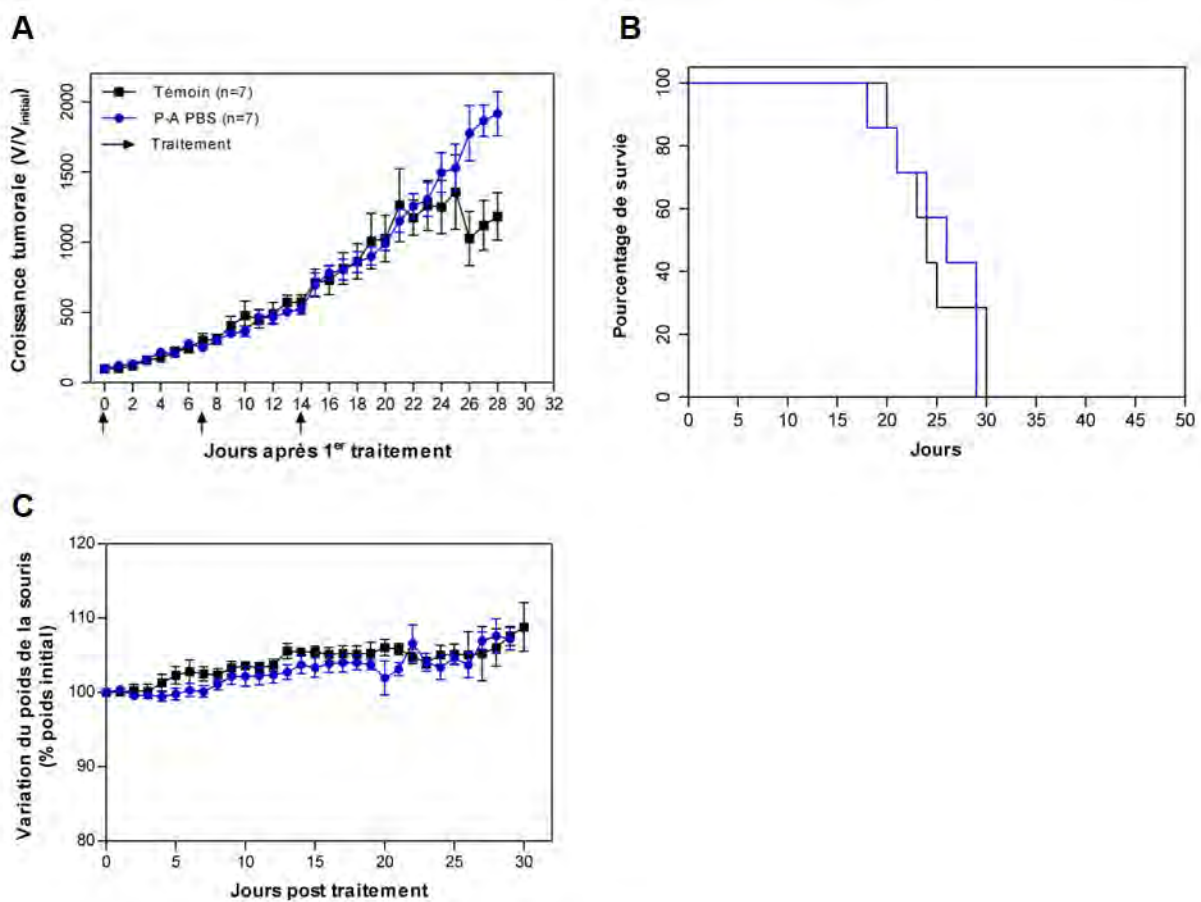 A
Croissance tumorale (V/Vinitial)
2000
1500
1000
500
0
Témoin (n=7)
P-A PBS (n=7)
Traitement
0 2 4 6 8 10 12 14 16 18 20 22 24 26 28 30 32
Jours après 1er traitement
B
Pourcentage de survie
100
80
60
40
20
0
0 5 10 15 20 25 30 35 40 45 50
Jours
C
Variation du poids de la souris
(% poids initial)
120
110
100
90
80
0 5 10 15 20 25 30
Jours post traitement